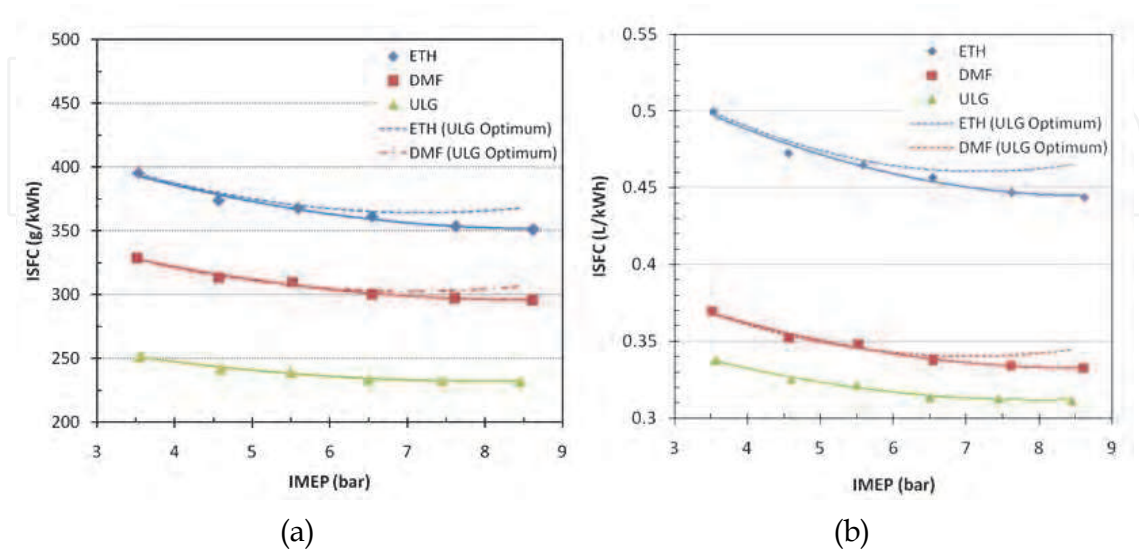 500
450
400
350
300
250
200
ISFC (g/kWh)
ETH
DMF
ULG
ETH (ULG Optimum)
DMF (ULG Optimum)
3 4 5 6 7 8 9
IMEP (bar)
(a)
0.55
0.5
0.45
0.4
0.35
0.3
ISFC (L/kWh)
ETH
DMF
ULG
ETH (ULG Optimum)
DMF (ULG Optimum)
3 4 5 6 7 8 9
IMEP (bar)
(b)